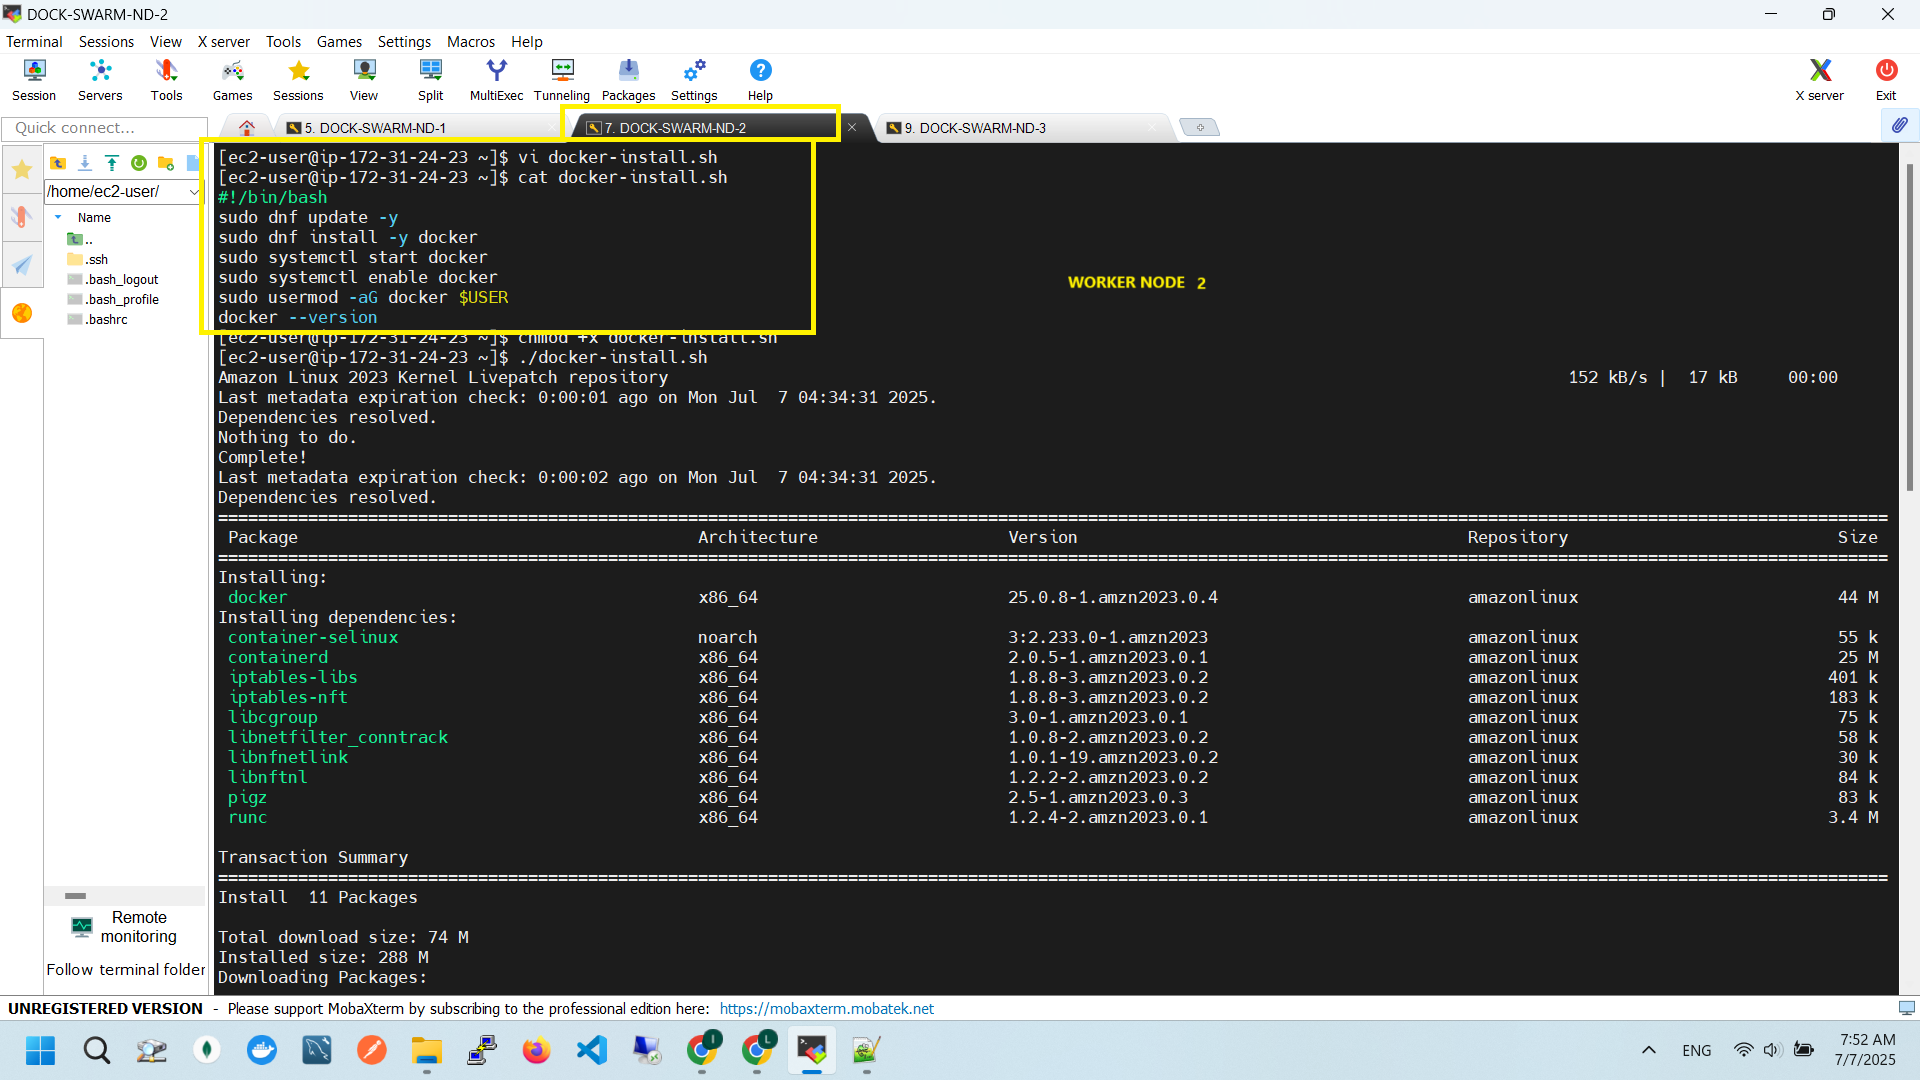 DOCK-SWARM-ND-2
Terminal Sessions View X server Tools Games Settings Macros Help
Session Servers Tools Games Sessions View Split MultiExec Tunneling Packages Settings Help X server Exit
Quick connect...
5. DOCK-SWARM-ND-1
7. DOCK-SWARM-ND-2
9. DOCK-SWARM-ND-3
/home/ec2-user/
Name
..
.ssh
.bash_logout
.bash_profile
.bashrc
Remote monitoring
Follow terminal folder
[ec2-user@ip-172-31-24-23 ~]$ vi docker-install.sh
[ec2-user@ip-172-31-24-23 ~]$ cat docker-install.sh
#!/bin/bash
sudo dnf update -y
sudo dnf install -y docker
sudo systemctl start docker
sudo systemctl enable docker
WORKER NODE 2
sudo usermod -aG docker $USER
docker --version
[ec2-user@ip-172-31-24-23 ~]$ chmod +x docker-install.sh
[ec2-user@ip-172-31-24-23 ~]$ ./docker-install.sh
Amazon Linux 2023 Kernel Livepatch repository 152 kB/s | 17 kB 00:00
Last metadata expiration check: 0:00:01 ago on Mon Jul  7 04:34:31 2025.
Dependencies resolved.
Nothing to do.
Complete!
Last metadata expiration check: 0:00:02 ago on Mon Jul  7 04:34:31 2025.
Dependencies resolved.
Package Architecture Version Repository Size
Installing:
docker x86_64 25.0.8-1.amzn2023.0.4 amazonlinux 44 M
Installing dependencies:
container-selinux noarch 3:2.233.0-1.amzn2023 amazonlinux 55 k
containerd x86_64 2.0.5-1.amzn2023.0.1 amazonlinux 25 M
iptables-libs x86_64 1.8.8-3.amzn2023.0.2 amazonlinux 401 k
iptables-nft x86_64 1.8.8-3.amzn2023.0.2 amazonlinux 183 k
libcgroup x86_64 3.0-1.amzn2023.0.1 amazonlinux 75 k
libnetfilter_conntrack x86_64 1.0.8-2.amzn2023.0.2 amazonlinux 58 k
libnfnetlink x86_64 1.0.1-19.amzn2023.0.2 amazonlinux 30 k
libnftnl x86_64 1.2.2-2.amzn2023.0.2 amazonlinux 84 k
pigz x86_64 2.5-1.amzn2023.0.3 amazonlinux 83 k
runc x86_64 1.2.4-2.amzn2023.0.1 amazonlinux 3.4 M
Transaction Summary
Install  11 Packages
Total download size: 74 M
Installed size: 288 M
Downloading Packages:
UNREGISTERED VERSION - Please support MobaXterm by subscribing to the professional edition here: https://mobaxterm.mobatek.net
ENG
7:52 AM
7/7/2025